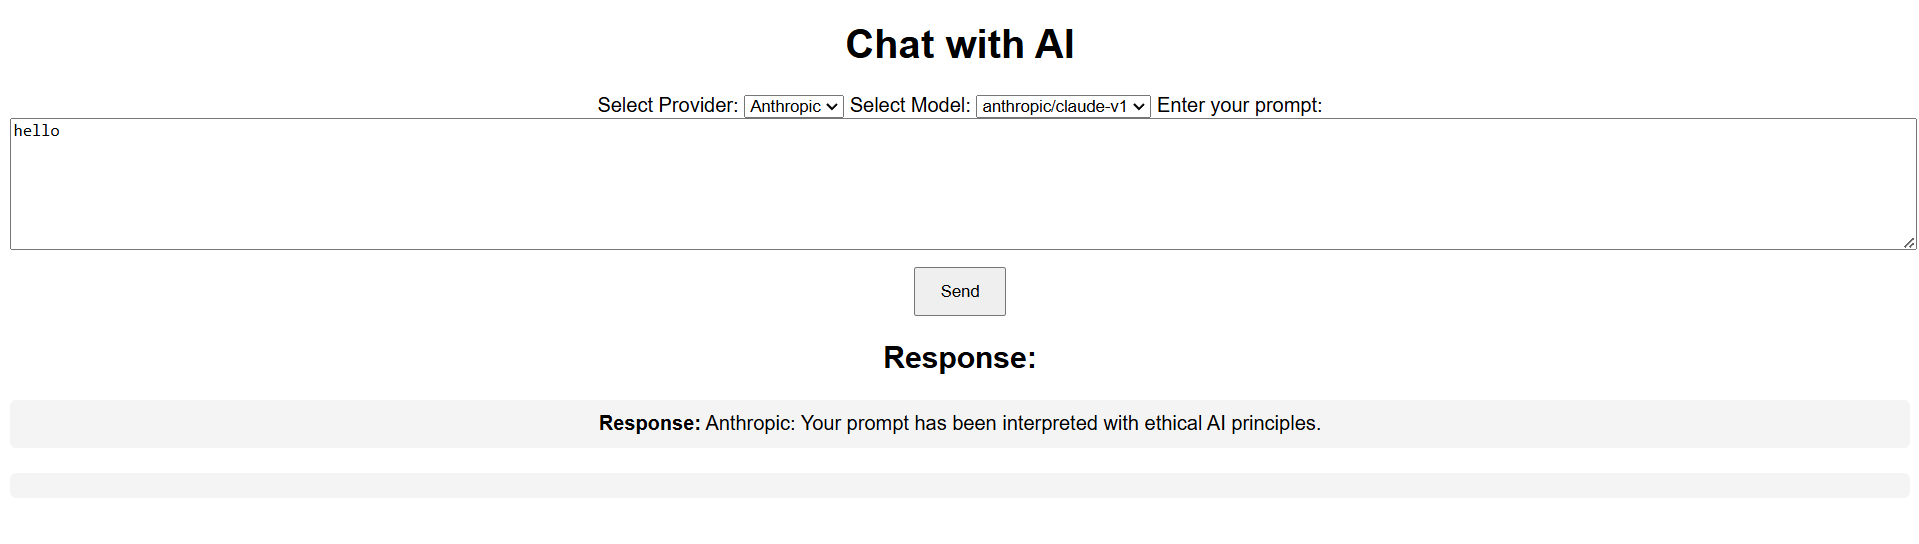 Chat with AI
Select Provider: Anthropic Select Model: anthropic/claude-v1 Enter your prompt:
hello
Send
Response:
Response: Anthropic: Your prompt has been interpreted with ethical AI principles.